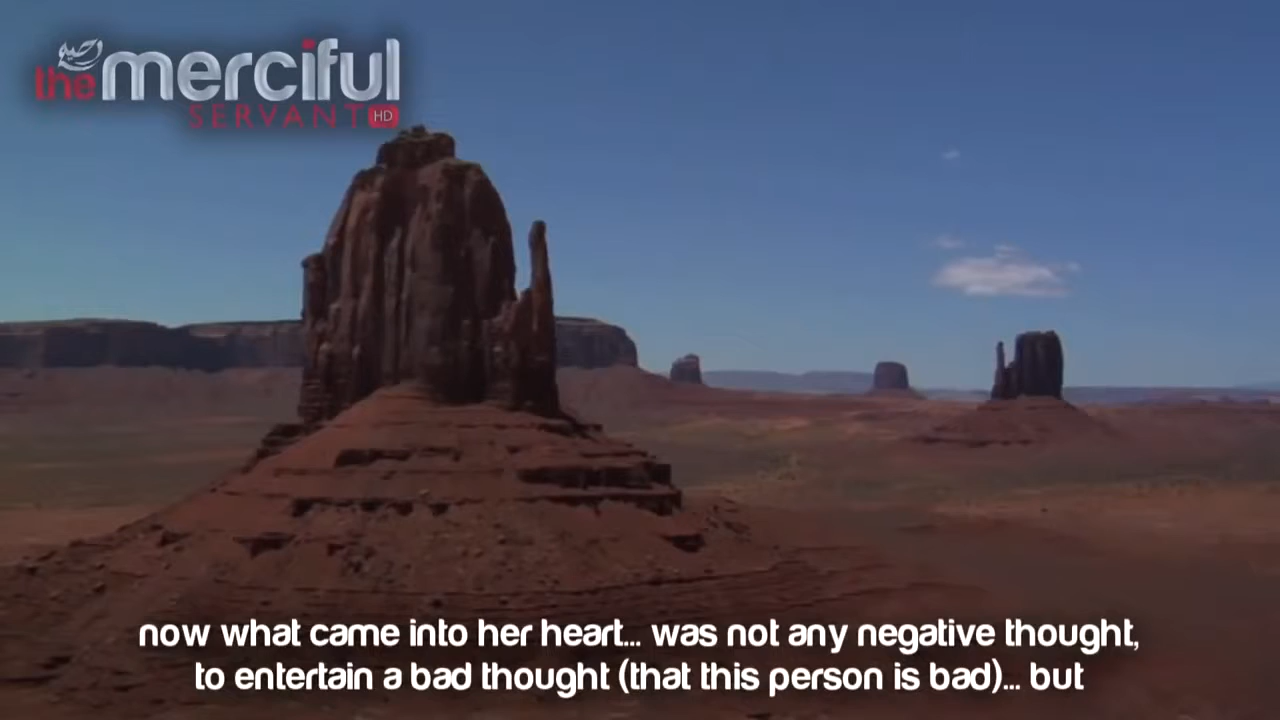 the merciful
SERVANT HD
now what came into her heart... was not any negative thought,
to entertain a bad thought (that this person is bad)... but